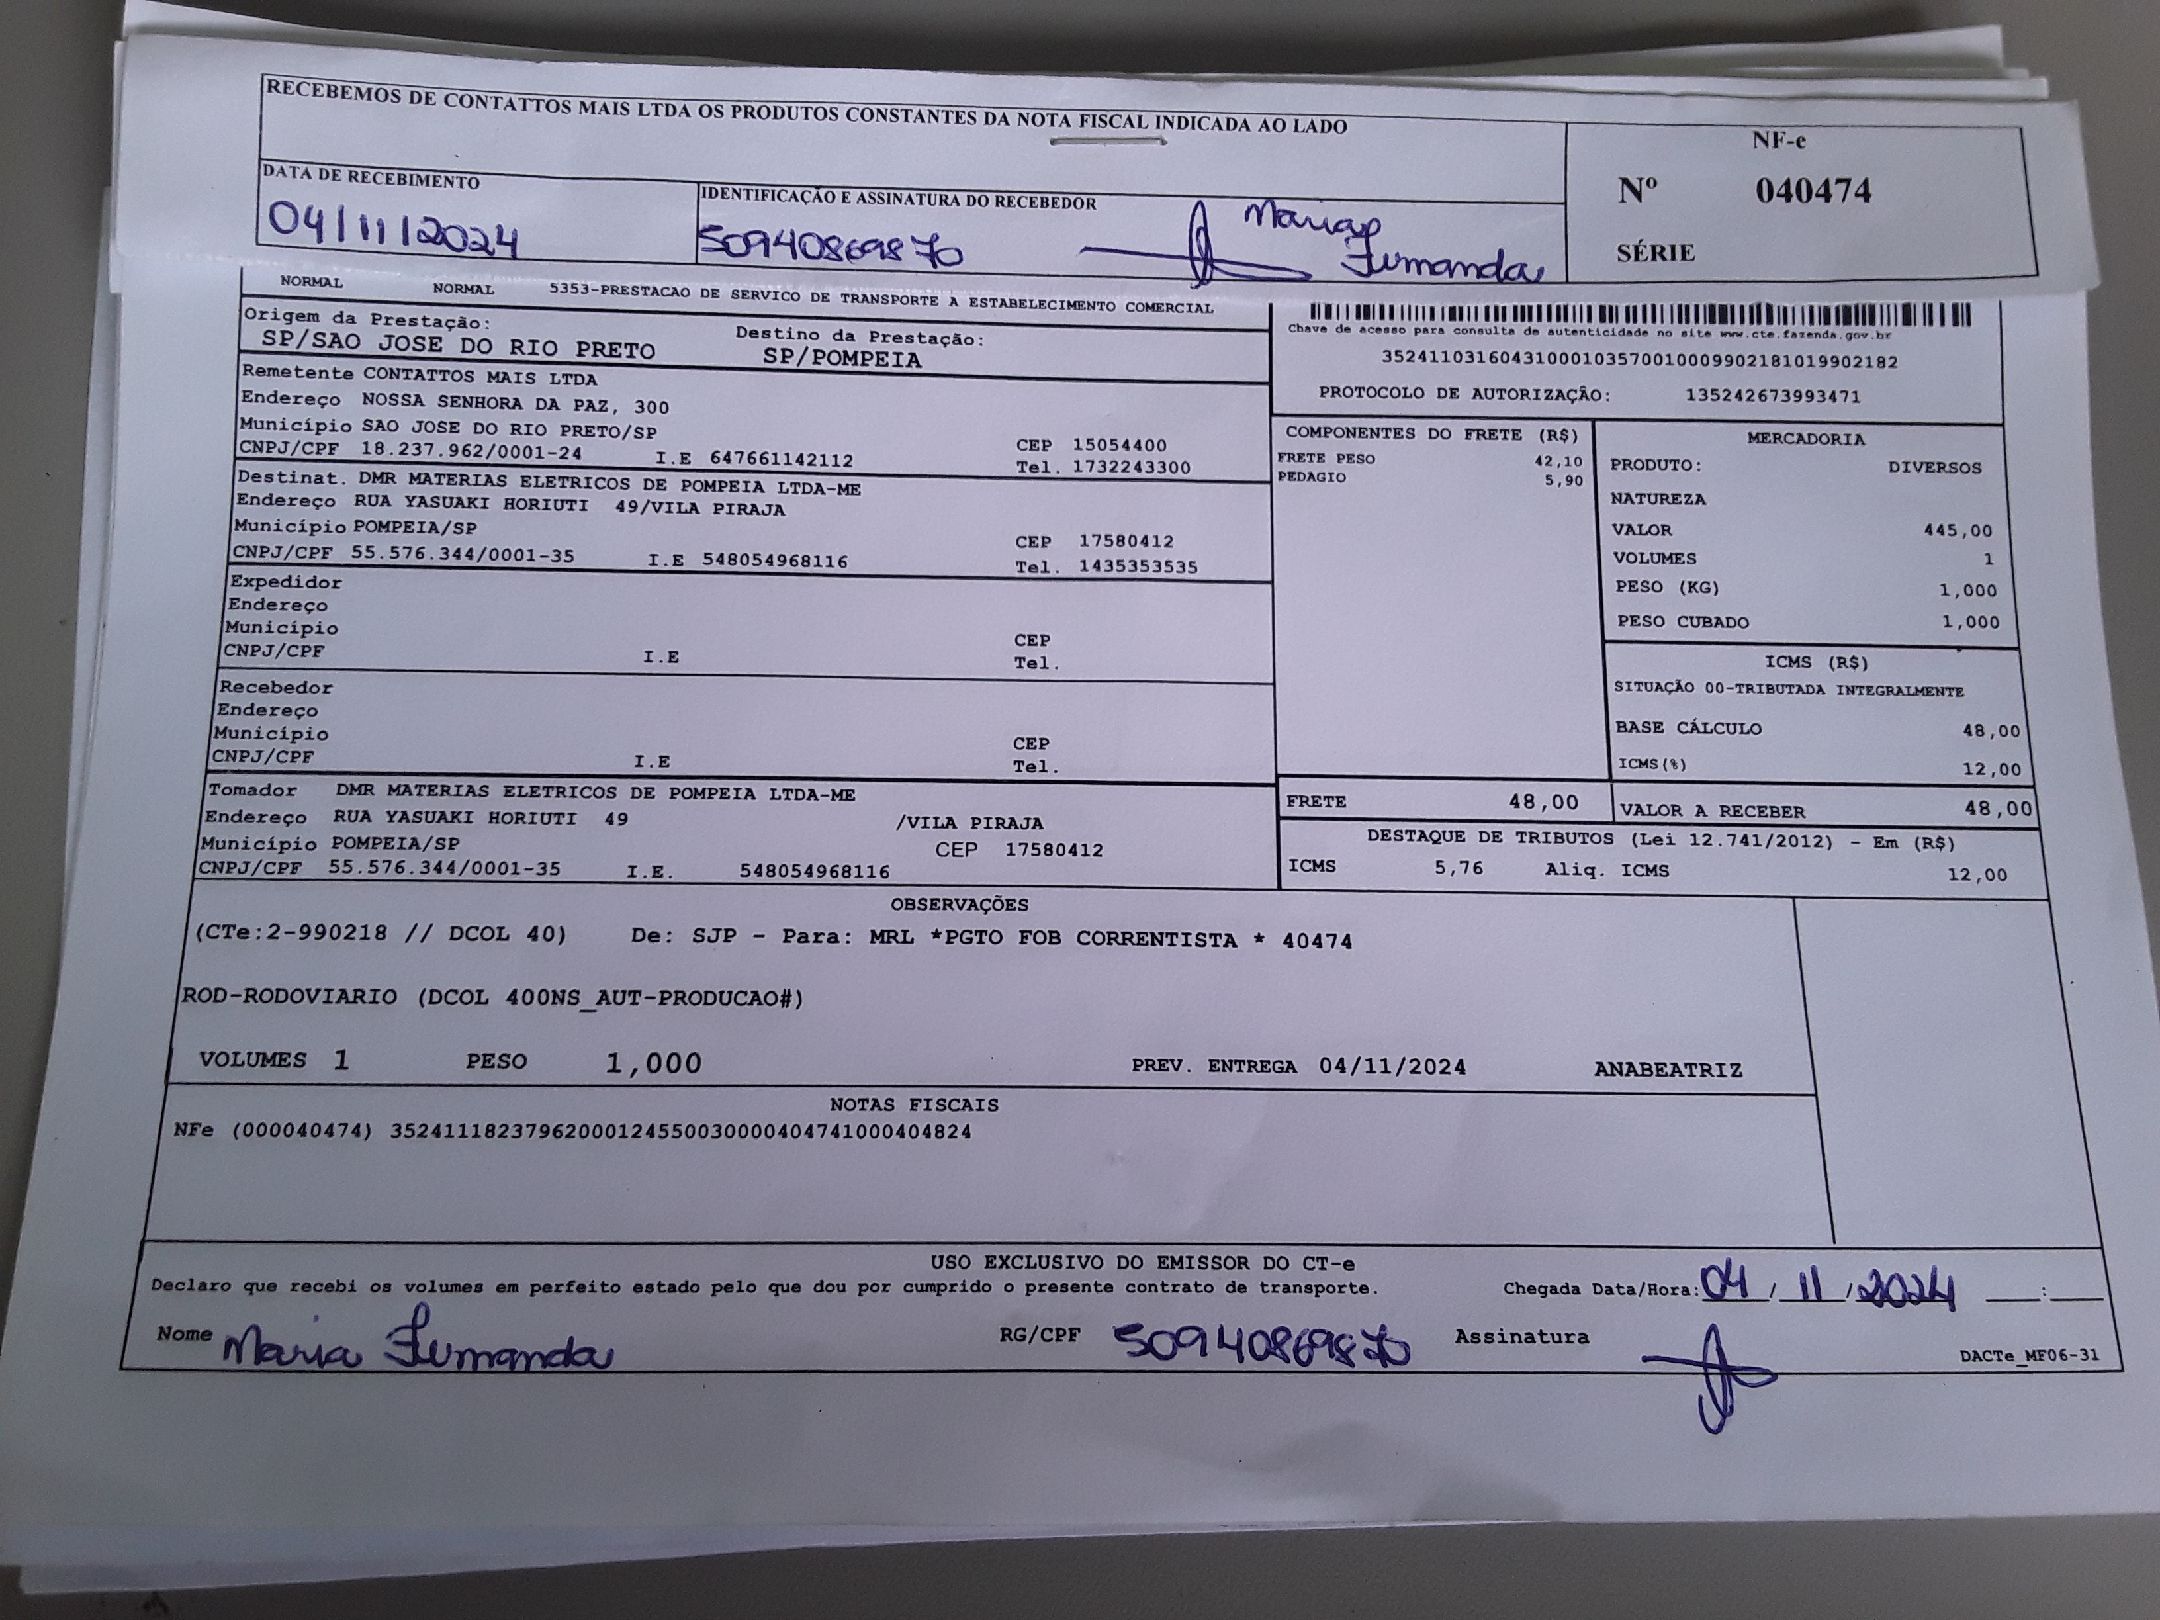 RECEBEMOS DE CONTATTOS MAIS LTDA OS PRODUTOS CONSTANTES DA NOTA FISCAL INDICADA AO LADO
NF-e
Nº 040474
SÉRIE
DATA DE RECEBIMENTO
04/11/2024
IDENTIFICAÇÃO E ASSINATURA DO RECEBEDOR
50940869870
Maria
Fernanda
NORMAL NORMAL 5353-PRESTACAO DE SERVICO DE TRANSPORTE A ESTABELECIMENTO COMERCIAL
Origem da Prestação:
SP/SAO JOSE DO RIO PRETO
Destino da Prestação:
SP/POMPEIA
Chave de acesso para consulta de autenticidade no site www.cte.fazenda.gov.br
35241103160431000103570010009902181019902182
PROTOCOLO DE AUTORIZAÇÃO: 135242673993471
Remetente CONTATTOS MAIS LTDA
Endereço NOSSA SENHORA DA PAZ, 300
Município SAO JOSE DO RIO PRETO/SP CEP 15054400
CNPJ/CPF 18.237.962/0001-24 I.E 647661142112 Tel. 1732243300
Destinat. DMR MATERIAS ELETRICOS DE POMPEIA LTDA-ME
Endereço RUA YASUAKI HORIUTI 49/VILA PIRAJA
Município POMPEIA/SP CEP 17580412
CNPJ/CPF 55.576.344/0001-35 I.E 548054968116 Tel. 1435353535
Expedidor
Endereço
Município CEP
CNPJ/CPF I.E Tel.
Recebedor
Endereço
Município CEP
CNPJ/CPF I.E Tel.
Tomador DMR MATERIAS ELETRICOS DE POMPEIA LTDA-ME
Endereço RUA YASUAKI HORIUTI 49 /VILA PIRAJA
Município POMPEIA/SP CEP 17580412
CNPJ/CPF 55.576.344/0001-35 I.E. 548054968116
COMPONENTES DO FRETE (R$)
FRETE PESO 42,10
PEDAGIO 5,90
MERCADORIA
PRODUTO: DIVERSOS
NATUREZA
VALOR 445,00
VOLUMES 1
PESO (KG) 1,000
PESO CUBADO 1,000
ICMS (R$)
SITUAÇÃO 00-TRIBUTADA INTEGRALMENTE
BASE CÁLCULO 48,00
ICMS(%) 12,00
FRETE 48,00 VALOR A RECEBER 48,00
DESTAQUE DE TRIBUTOS (Lei 12.741/2012) - Em (R$)
ICMS 5,76 Aliq. ICMS 12,00
OBSERVAÇÕES
(CTe:2-990218 // DCOL 40) De: SJP - Para: MRL *PGTO FOB CORRENTISTA * 40474
ROD-RODOVIARIO (DCOL 400NS_AUT-PRODUCAO#)
VOLUMES 1 PESO 1,000 PREV. ENTREGA 04/11/2024 ANABEATRIZ
NOTAS FISCAIS
NFe (000040474) 35241118237962000124550030000404741000404824
USO EXCLUSIVO DO EMISSOR DO CT-e
Declaro que recebi os volumes em perfeito estado pelo que dou por cumprido o presente contrato de transporte. Chegada Data/Hora: 04/11/2024 ___:___
Nome Maria Fernanda RG/CPF 50940869870 Assinatura
DACTe_MF06-31